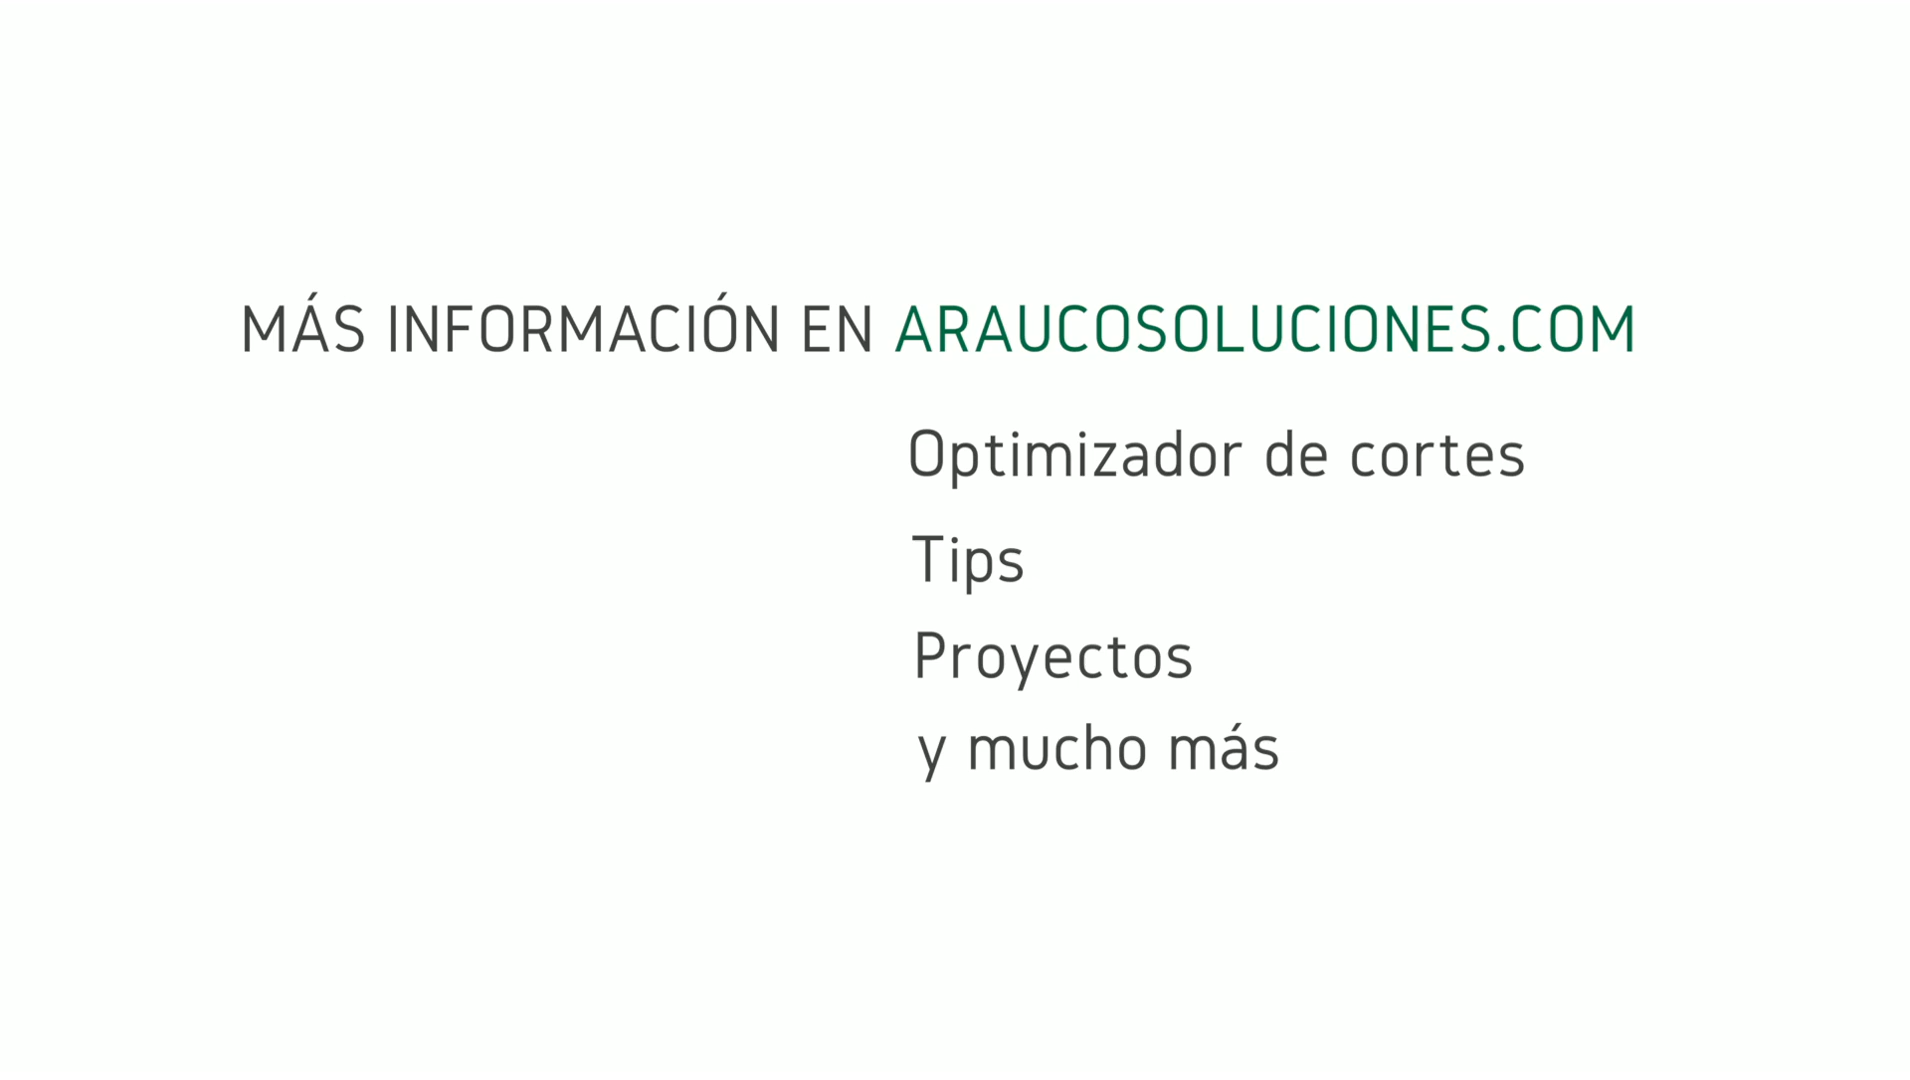 MÁS INFORMACIÓN EN ARAUCOSOLUCIONES.COM
Optimizador de cortes
Tips
Proyectos
y mucho más